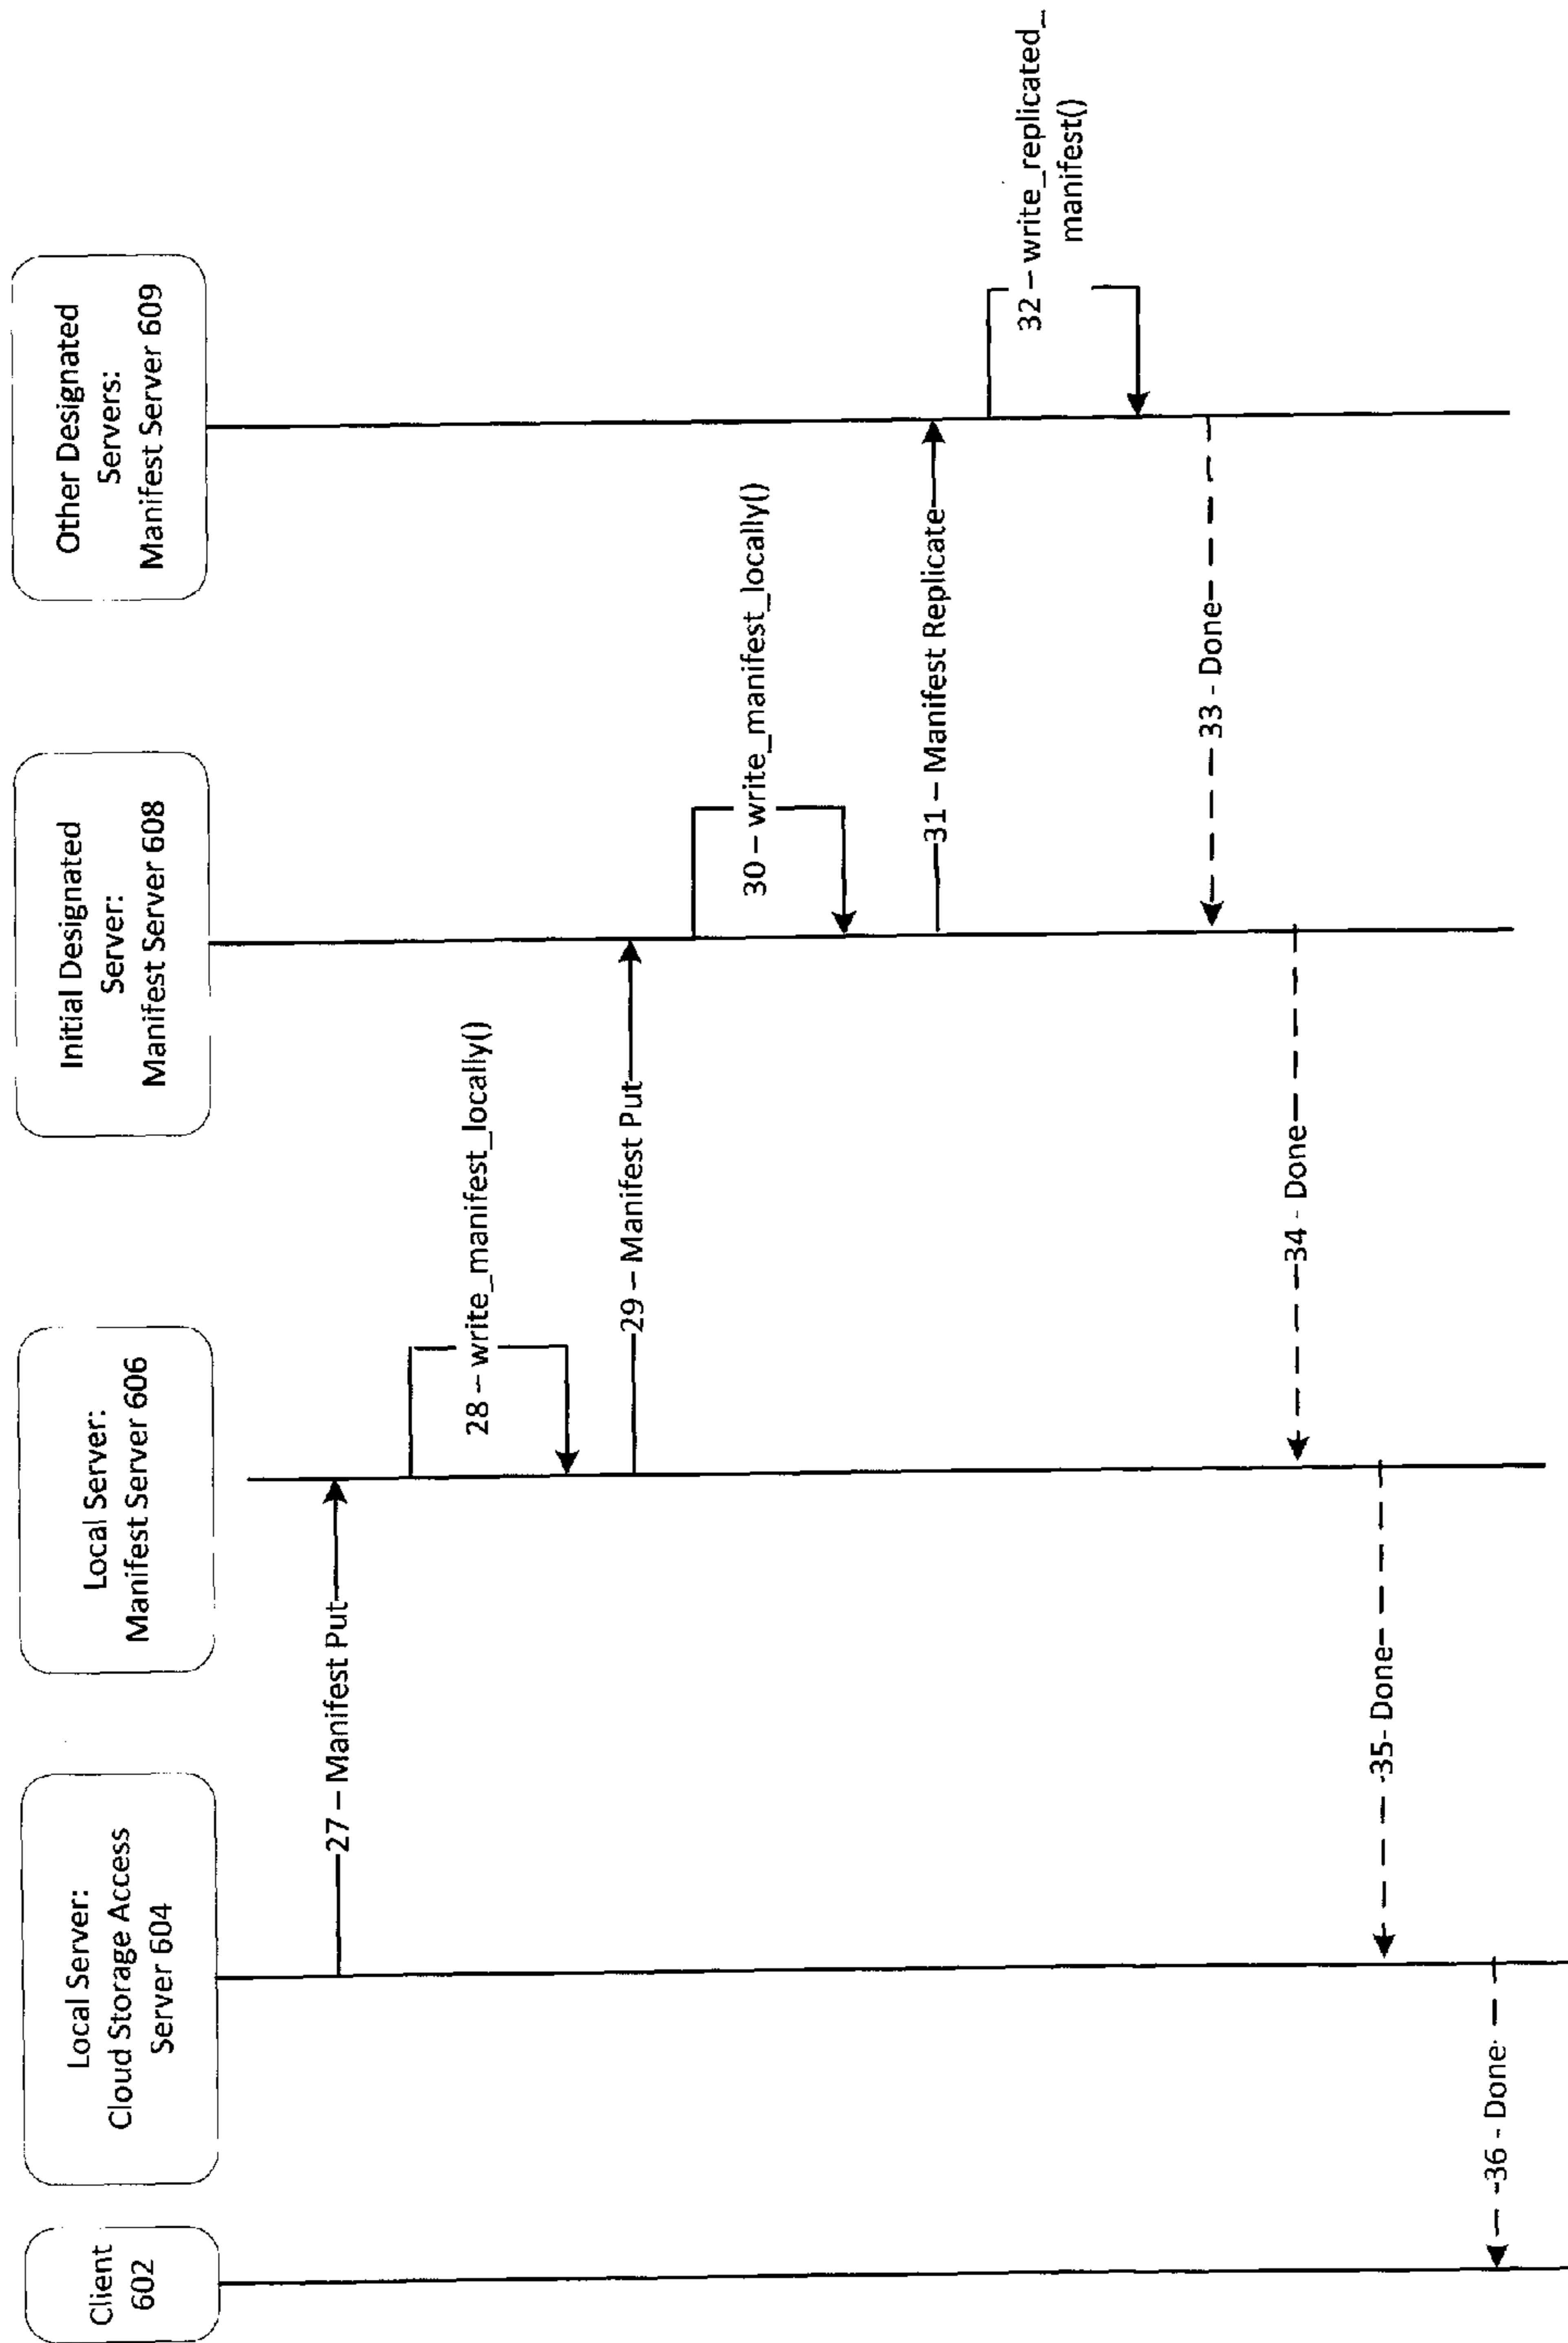 Client
602
Local Server:
Cloud Storage Access
Server 604
Local Server:
Manifest Server 606
Initial Designated
Server:
Manifest Server 608
Other Designated
Servers:
Manifest Server 609
27 – Manifest Put
28 – write_manifest_locally()
29 – Manifest Put
30 – write_manifest_locally()
31 – Manifest Replicate
32 – write_replicated_
manifest()
33 - Done
34 - Done
35- Done
36 - Done